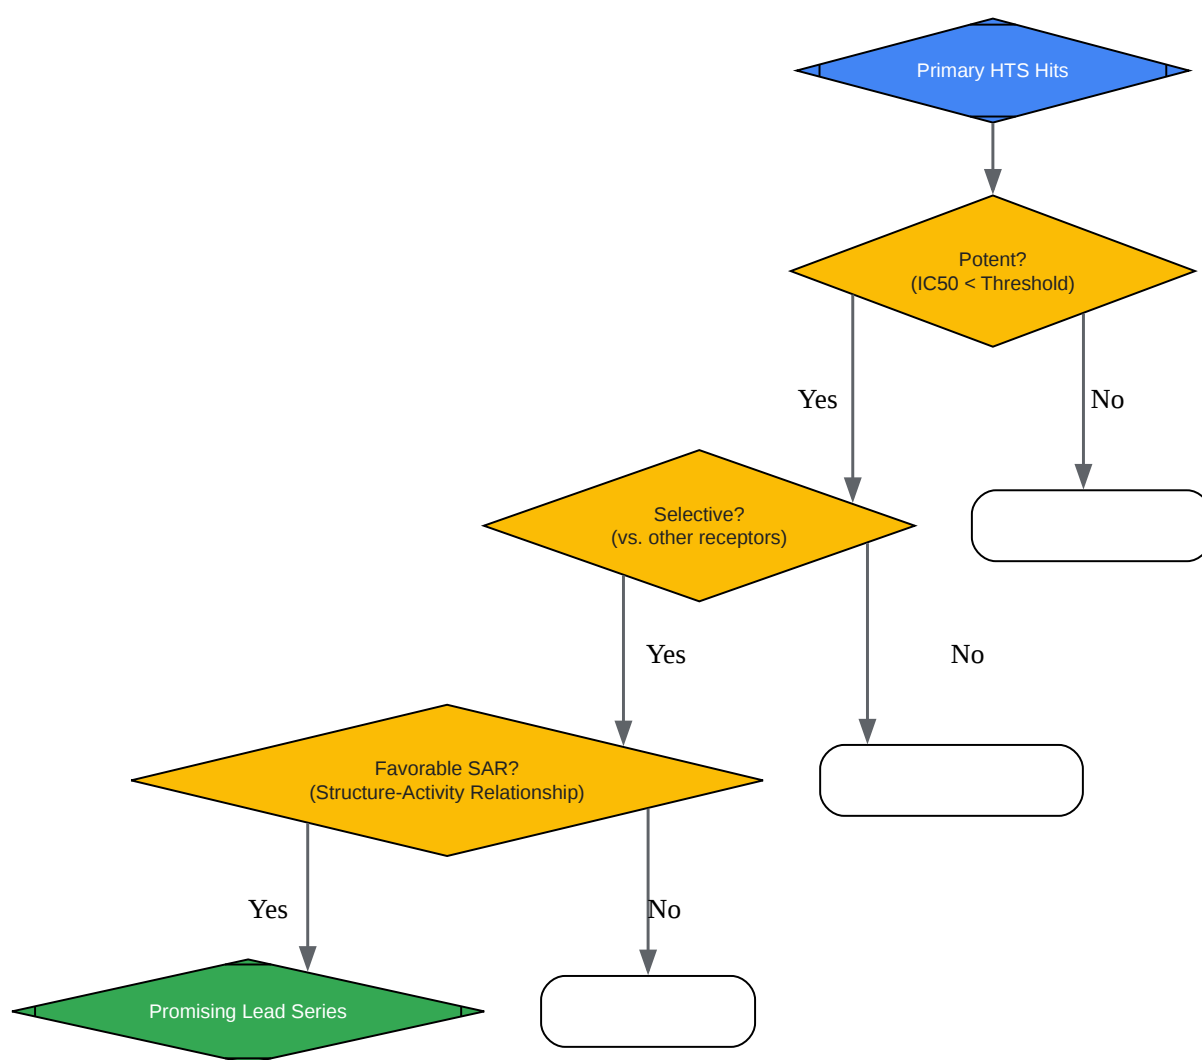 Primary HTS Hits
Potent?
(IC50 < Threshold)
Yes
No
Selective?
(vs. other receptors)
Yes
No
Favorable SAR?
(Structure-Activity Relationship)
Yes
No
Promising Lead Series